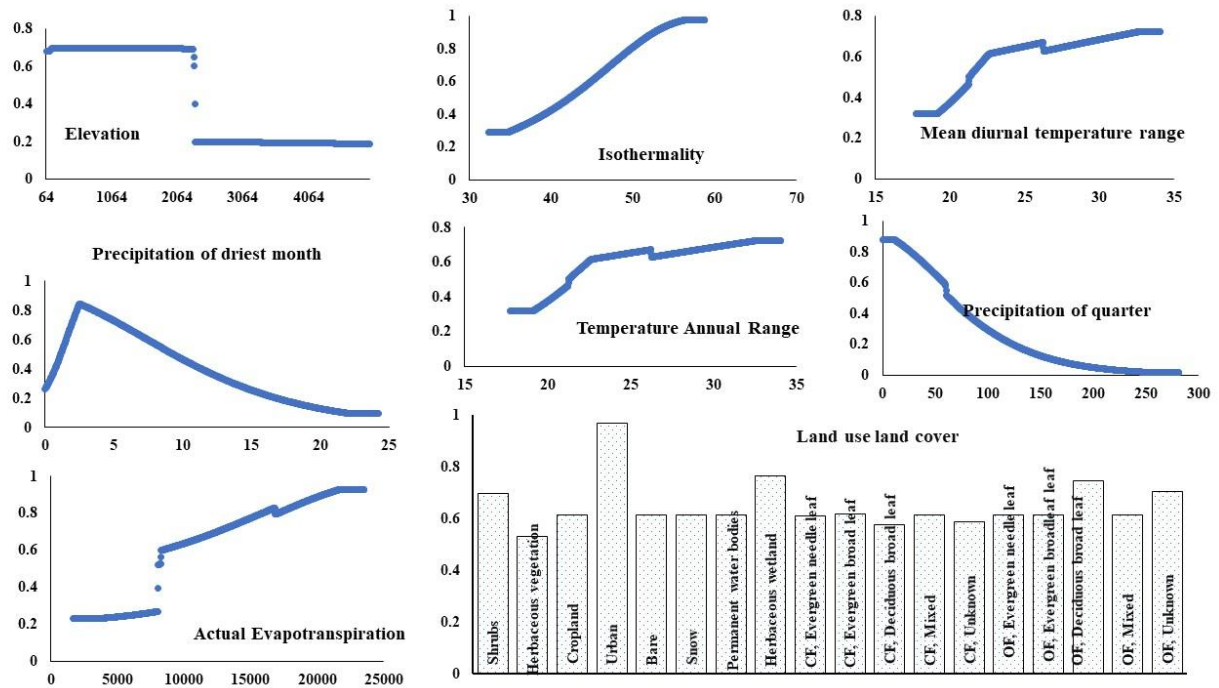 0.8
0.6
0.4
0.2
0
64 1064 2064 3064 4064
Elevation
1
0.8
0.6
0.4
0.2
0
30 40 50 60 70
Isothermality
0.8
0.6
0.4
0.2
0
15 20 25 30 35
Mean diurnal temperature range
Precipitation of driest month
1
0.8
0.6
0.4
0.2
0
0 5 10 15 20 25
0.8
0.6
0.4
0.2
0
15 20 25 30 35
Temperature Annual Range
1
0.8
0.6
0.4
0.2
0
0 50 100 150 200 250 300
Precipitation of quarter
1
0.8
0.6
0.4
0.2
0
0 5000 10000 15000 20000 25000
Actual Evapotranspiration
Land use land cover
1
0.8
0.6
0.4
0.2
0
Shrubs
Herbaceous vegetation
Cropland
Urban
Bare
Snow
Permanent water bodies
Herbaceous wetland
CF, Evergreen needle leaf
CF, Evergreen broad leaf
CF, Deciduous broad leaf
CF, Mixed
CF, Unknown
OF, Evergreen needle leaf
OF, Evergreen broadleaf leaf
OF, Deciduous broad leaf
OF, Mixed
OF, Unknown